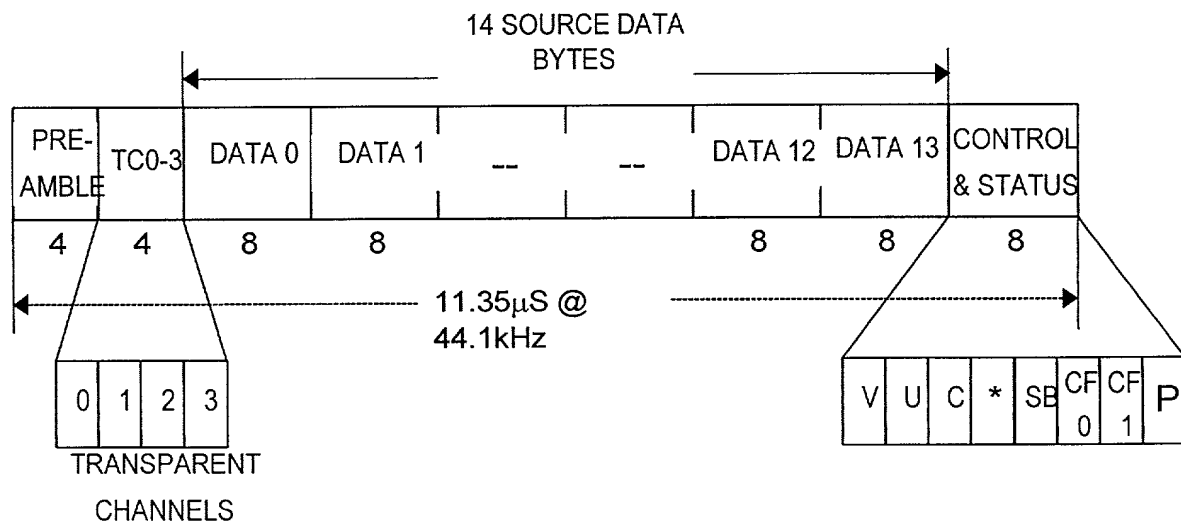 14 SOURCE DATA
BYTES
PRE-
AMBLE
TC0-3
DATA 0
DATA 1
--
--
DATA 12
DATA 13
CONTROL
& STATUS
4
4
8
8
8
8
8
11.35µS @
44.1kHz
0
1
2
3
TRANSPARENT
CHANNELS
V
U
C
*
SB
CF
0
CF
1
P